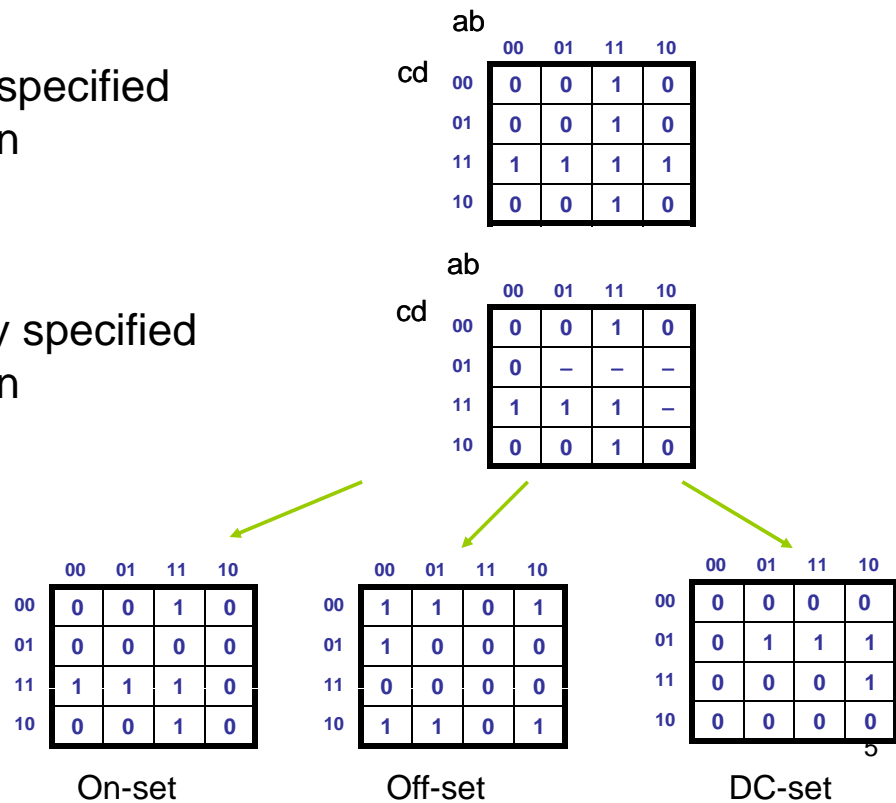 ab
00 01 11 10
cd
00 0 0 1 0
01 0 0 1 0
11 1 1 1 1
10 0 0 1 0
specified
ab
00 01 11 10
cd
00 0 0 1 0
01 0 – – –
11 1 1 1 –
10 0 0 1 0
specified
00 01 11 10
00 0 0 1 0
01 0 0 0 0
11 1 1 1 0
10 0 0 1 0
On-set
00 01 11 10
00 1 1 0 1
01 1 0 0 0
11 0 0 0 0
10 1 1 0 1
Off-set
00 01 11 10
00 0 0 0 0
01 0 1 1 1
11 0 0 0 1
10 0 0 0 0
DC-set
5